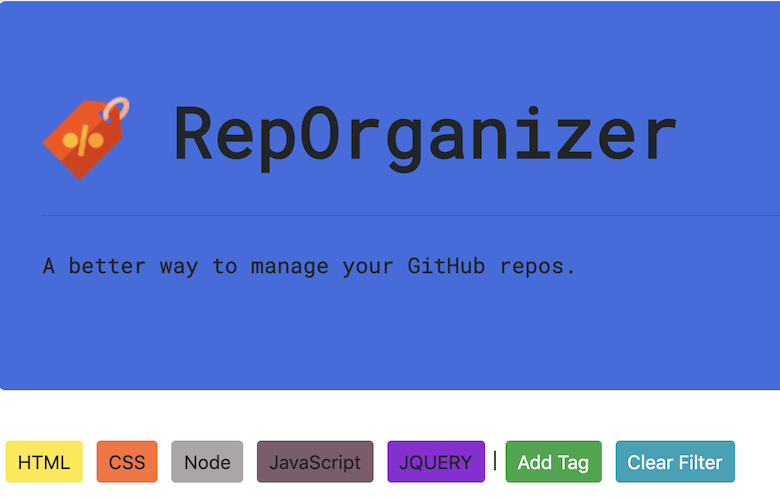 RepOrganizer
A better way to manage your GitHub repos.
HTML CSS Node JavaScript JQUERY | Add Tag Clear Filter